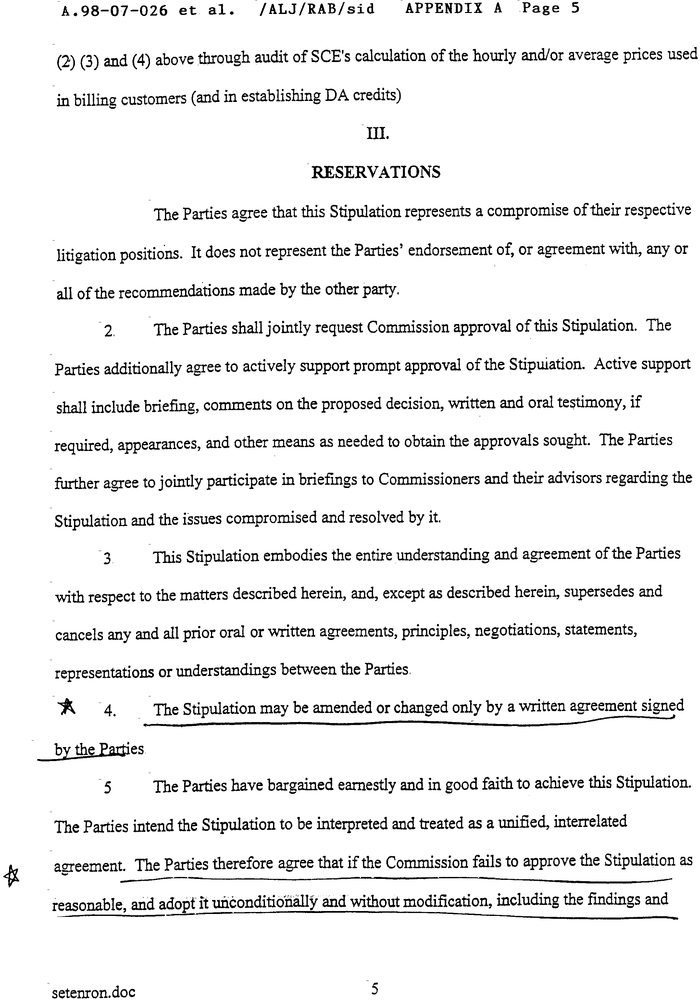 A.98-07-026 et al. /ALJ/RAB/sid APPENDIX A Page 5
(2) (3) and (4) above through audit of SCE's calculation of the hourly and/or average prices used
in billing customers (and in establishing DA credits)
III.
RESERVATIONS
The Parties agree that this Stipulation represents a compromise of their respective
litigation positions. It does not represent the Parties' endorsement of, or agreement with, any or
all of the recommendations made by the other party.
2. The Parties shall jointly request Commission approval of this Stipulation. The
Parties additionally agree to actively support prompt approval of the Stipulation. Active support
shall include briefing, comments on the proposed decision, written and oral testimony, if
required, appearances, and other means as needed to obtain the approvals sought. The Parties
further agree to jointly participate in briefings to Commissioners and their advisors regarding the
Stipulation and the issues compromised and resolved by it.
3. This Stipulation embodies the entire understanding and agreement of the Parties
with respect to the matters described herein, and, except as described herein, supersedes and
cancels any and all prior oral or written agreements, principles, negotiations, statements,
representations or understandings between the Parties.
4. The Stipulation may be amended or changed only by a written agreement signed
by the Parties.
5 The Parties have bargained earnestly and in good faith to achieve this Stipulation.
The Parties intend the Stipulation to be interpreted and treated as a unified, interrelated
agreement. The Parties therefore agree that if the Commission fails to approve the Stipulation as
reasonable, and adopt it unconditionally and without modification, including the findings and
setenron.doc 5